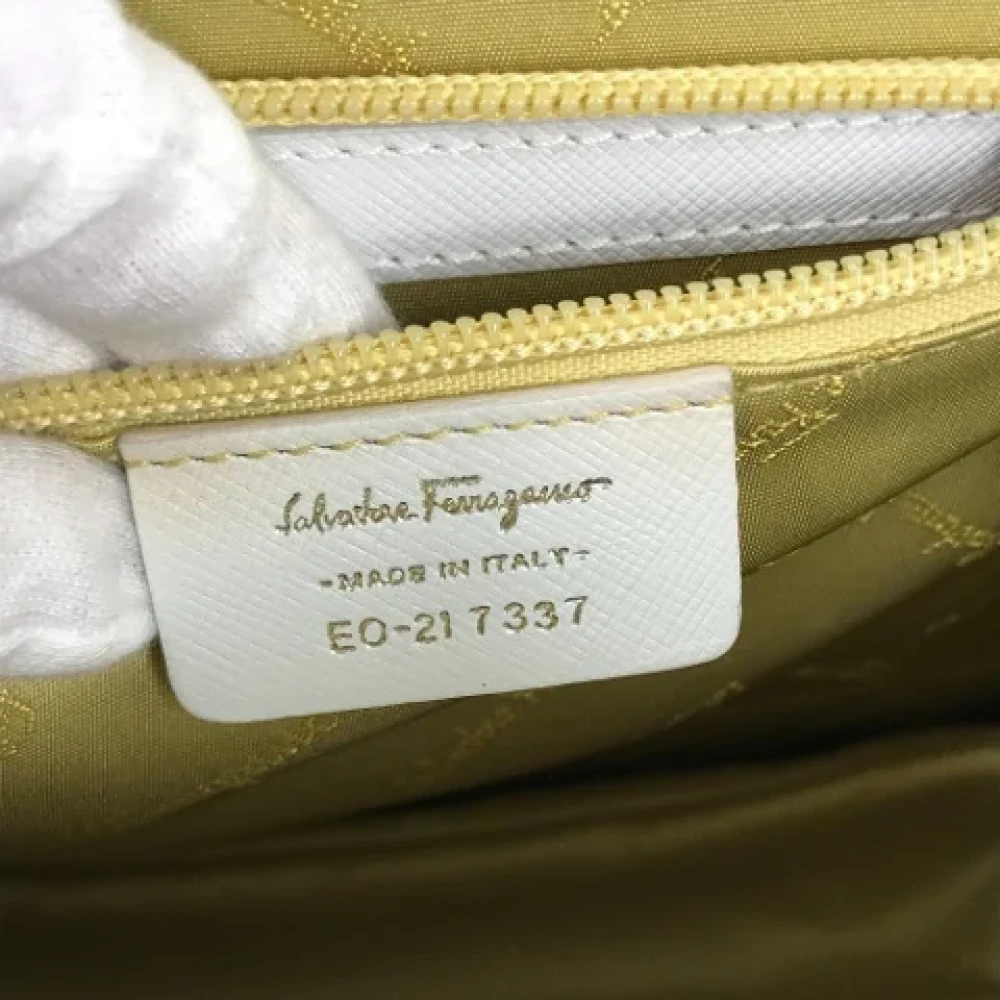 Salvatore Ferragamo
-MADE IN ITALY-
EO-21 7337